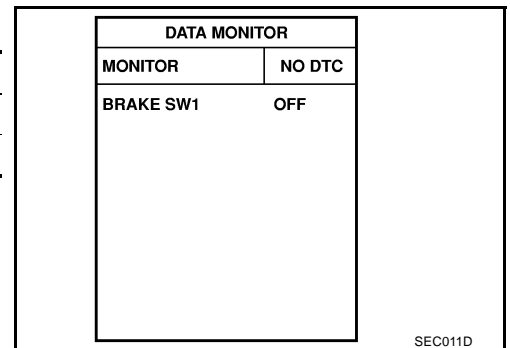 DATA MONITOR
MONITOR NO DTC
BRAKE SW1 OFF
SEC011D